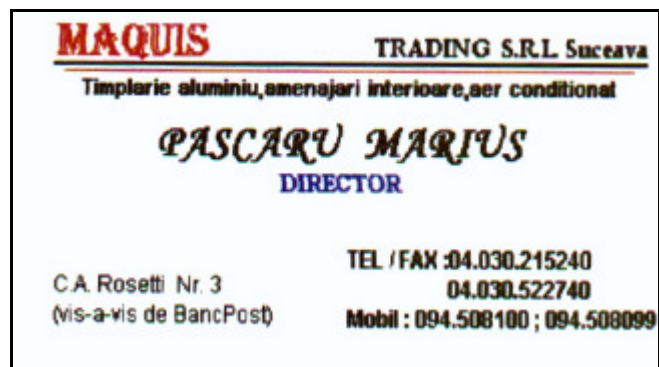 MAQUIS TRADING S.R.L. Suceava
Timplarie aluminiu,amenajari interioare,aer conditionat
PASCARU MARIUS
DIRECTOR
TEL / FAX :04.030.215240
C.A. Rosetti Nr. 3
04.030.522740
(vis-a-vis de BancPost)
Mobil : 094.508100 ; 094.508099